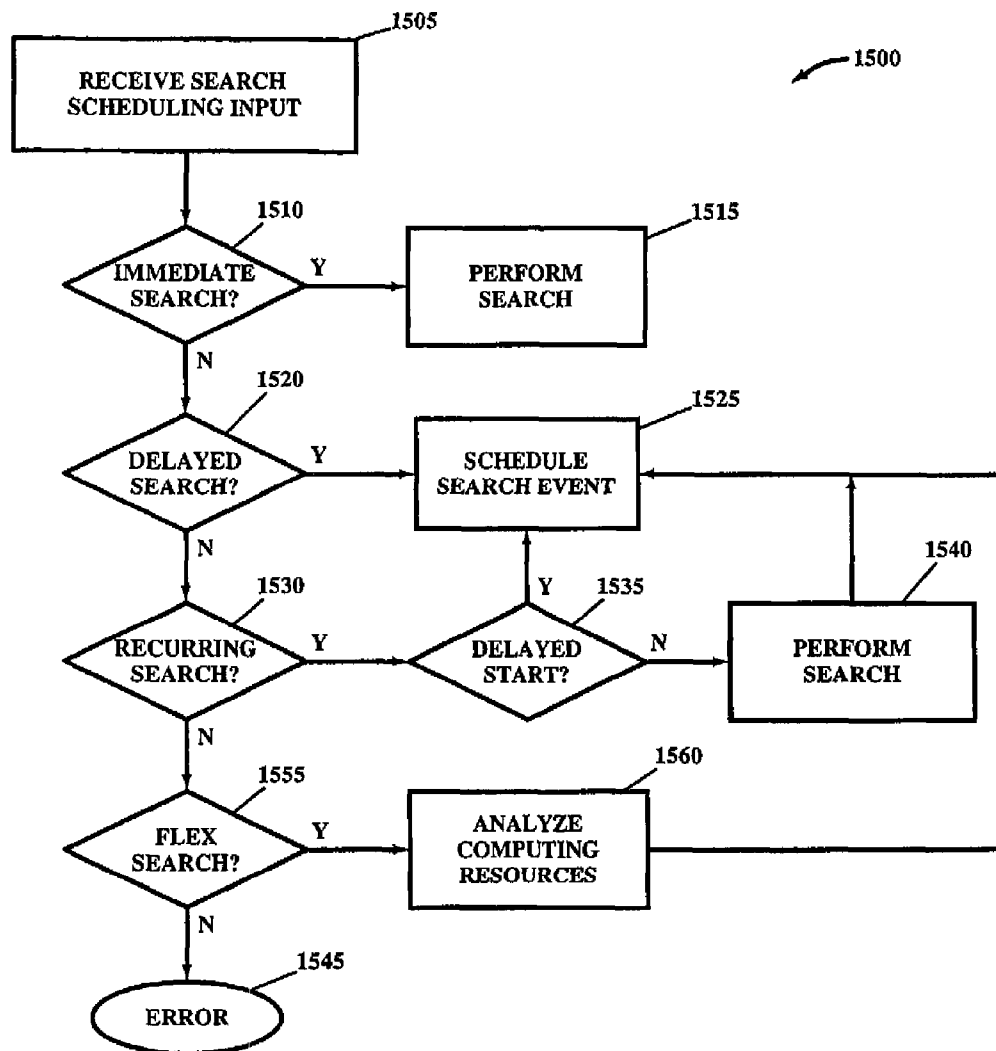 1505
RECEIVE SEARCH
SCHEDULING INPUT
1500
1510
IMMEDIATE
SEARCH?
Y
N
1515
PERFORM
SEARCH
1520
DELAYED
SEARCH?
Y
N
1525
SCHEDULE
SEARCH EVENT
1530
RECURRING
SEARCH?
Y
N
1535
DELAYED
START?
Y
N
1540
PERFORM
SEARCH
1555
FLEX
SEARCH?
Y
N
1560
ANALYZE
COMPUTING
RESOURCES
1545
ERROR